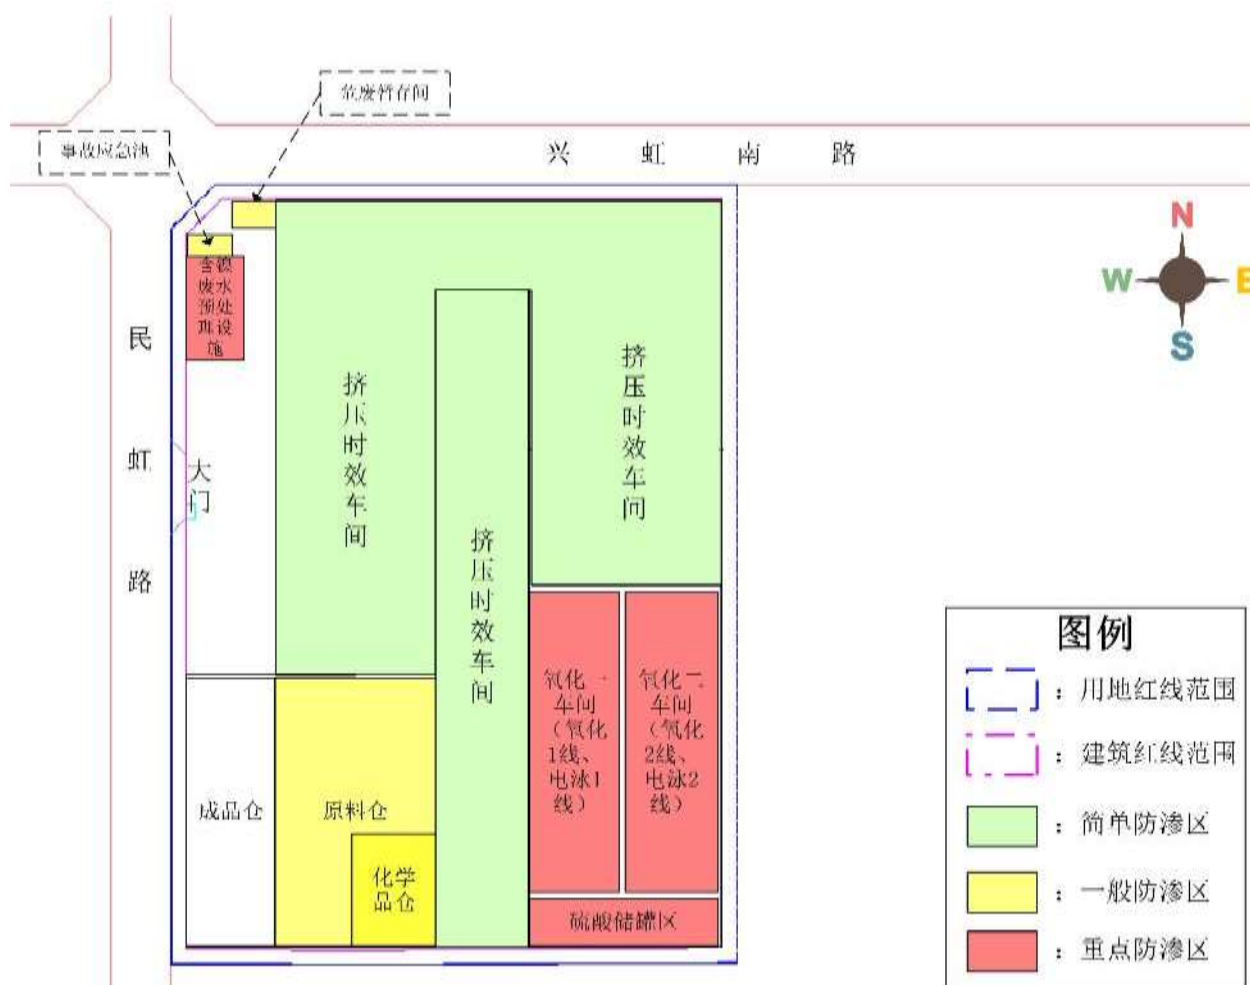 危废暂存间
事故应急池
兴虹南路
N
W
E
S
含镍
废水
预处
理设
施
民虹路
大门
挤压时效车间
挤压时效车间
挤压时效车间
氧化一
车间
（氧化
1线、
电泳1
线）
氧化二
车间
（氧化
2线、
电泳2
线）
成品仓
原料仓
化学
品仓
硫酸储罐区
图例
：用地红线范围
：建筑红线范围
：简单防渗区
：一般防渗区
：重点防渗区